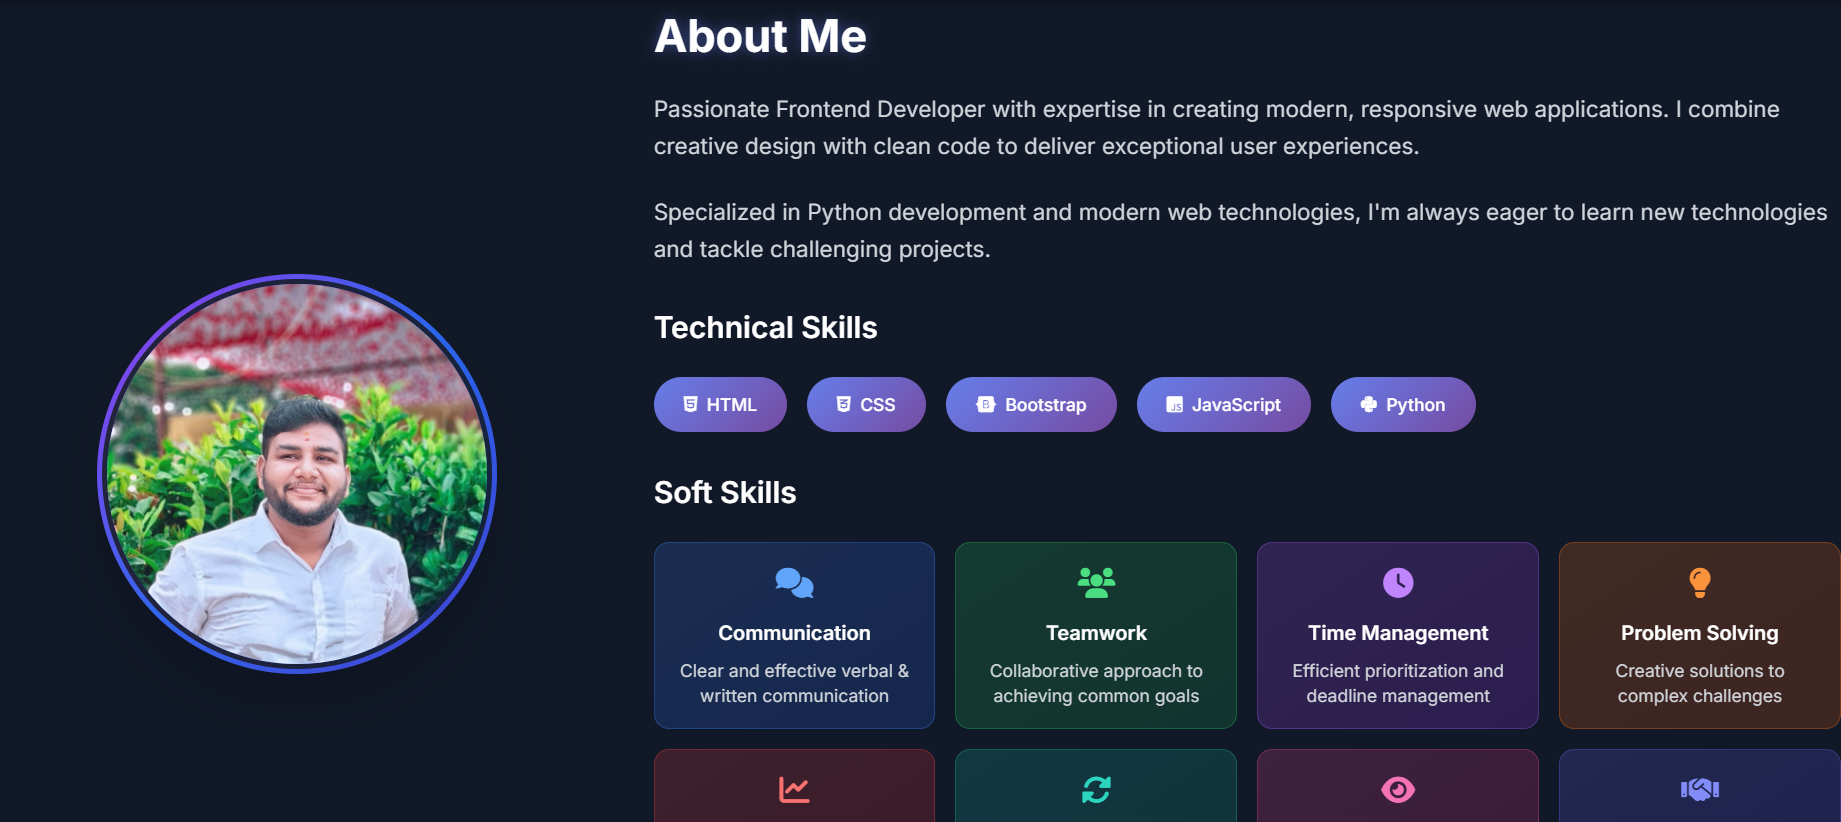 About Me
Passionate Frontend Developer with expertise in creating modern, responsive web applications. I combine
creative design with clean code to deliver exceptional user experiences.
Specialized in Python development and modern web technologies, I'm always eager to learn new technologies
and tackle challenging projects.
Technical Skills
HTML CSS Bootstrap JavaScript Python
Soft Skills
Communication
Clear and effective verbal &
written communication
Teamwork
Collaborative approach to
achieving common goals
Time Management
Efficient prioritization and
deadline management
Problem Solving
Creative solutions to
complex challenges